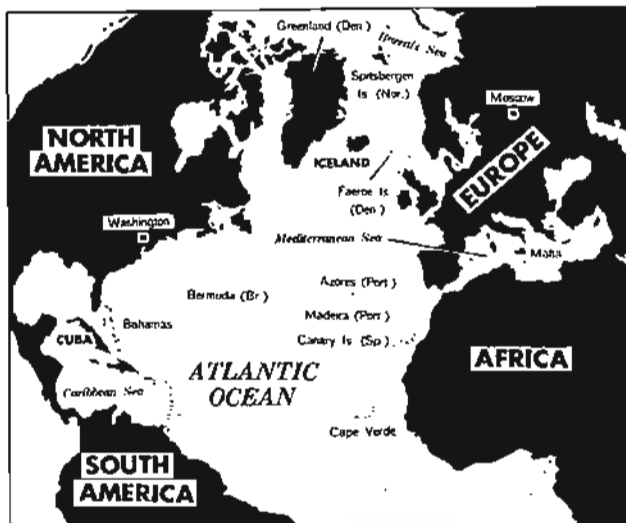 Greenland (Den)
Barents Sea
Spitsbergen
Is (Nor.)
Moscow
NORTH
AMERICA
ICELAND
EUROPE
Faeroe Is
(Den)
Washington
Mediterranean Sea
Malta
Azores (Port)
Bermuda (Br)
Madeira (Port)
Bahamas
Canary Is (Sp)
CUBA
AFRICA
ATLANTIC
OCEAN
Caribbean Sea
Cape Verde
SOUTH
AMERICA